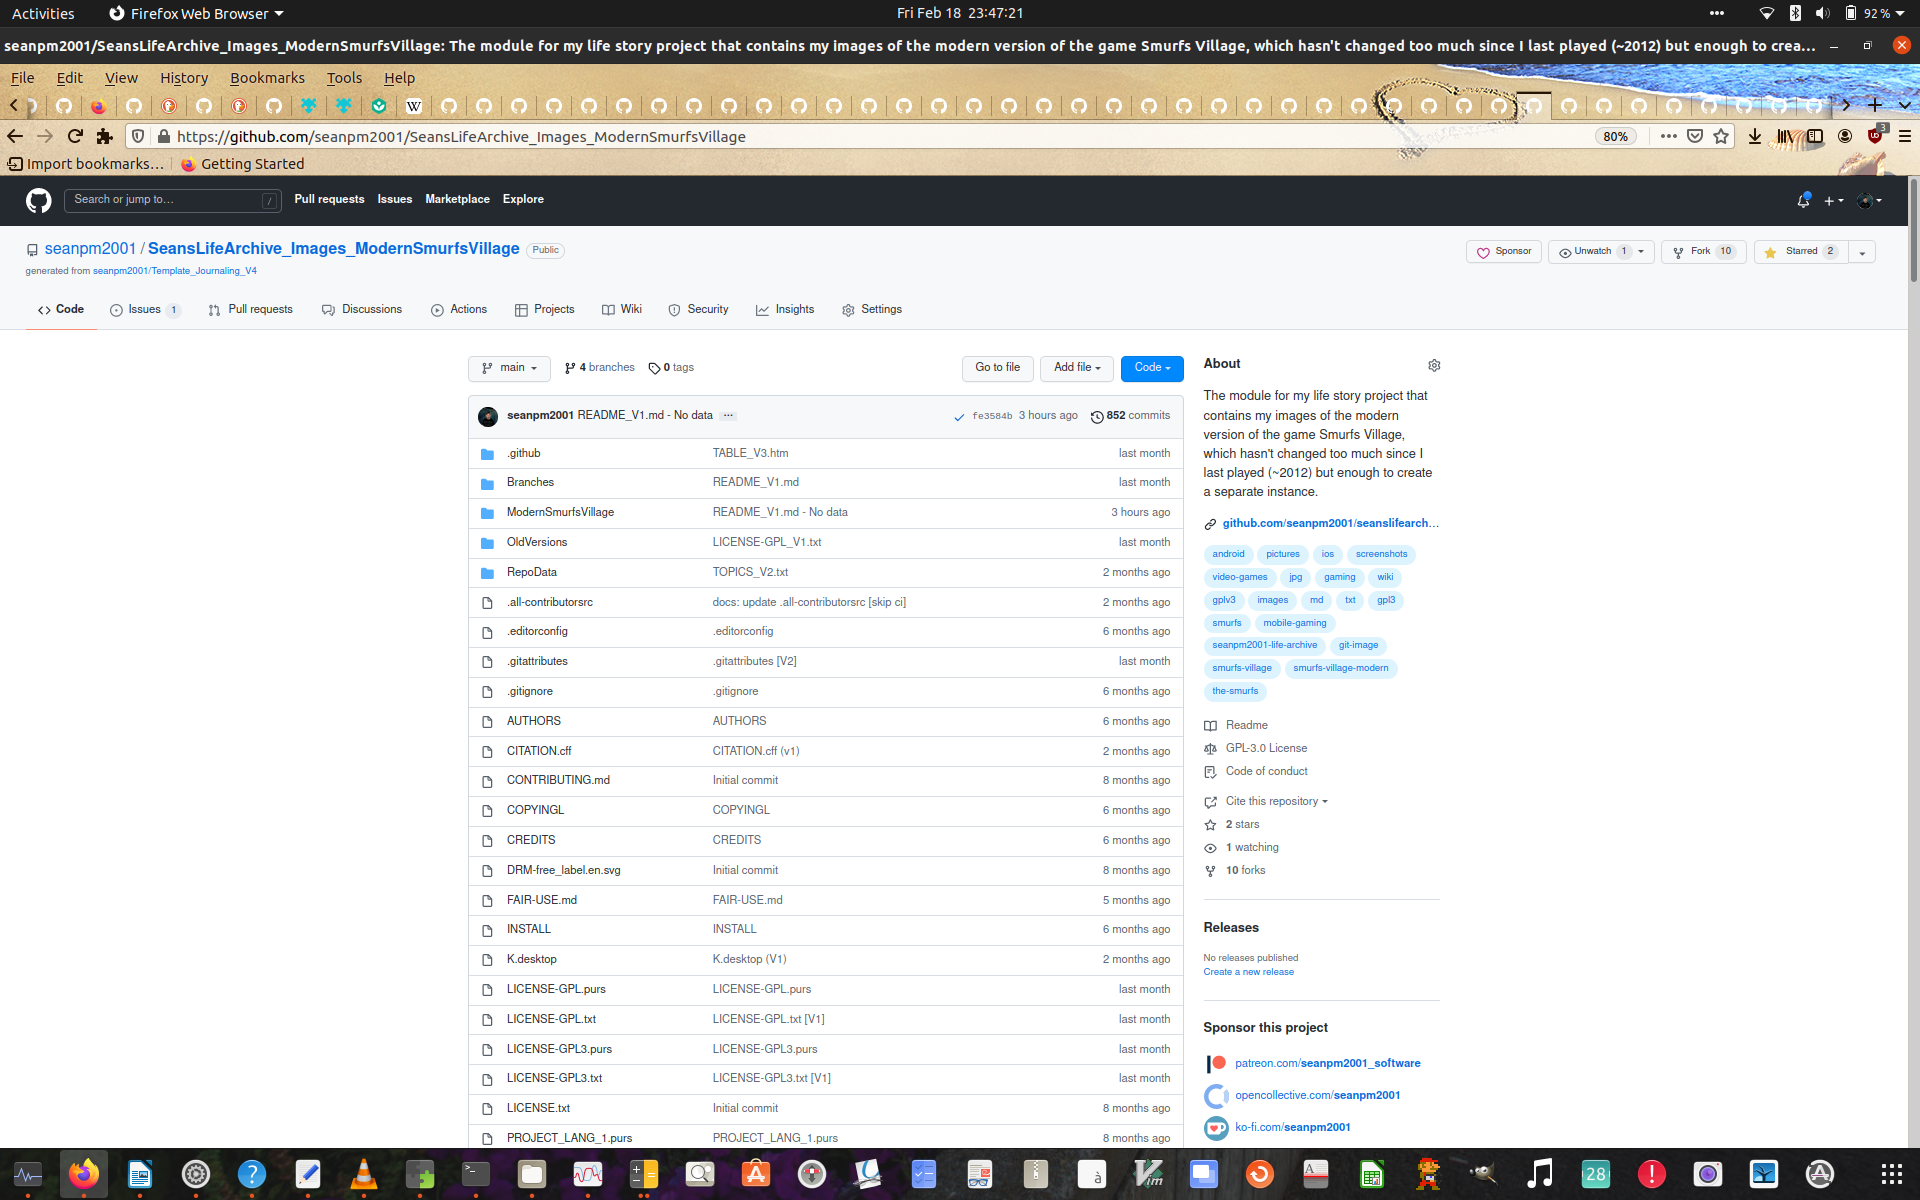 Activities
Firefox Web Browser
Fri Feb 18 23:47:21
92 %
seanpm2001/SeansLifeArchive_Images_ModernSmurfsVillage: The module for my life story project that contains my images of the modern version of the game Smurfs Village, which hasn't changed too much since I last played (~2012) but enough to crea…
File Edit View History Bookmarks Tools Help
https://github.com/seanpm2001/SeansLifeArchive_Images_ModernSmurfsVillage
80%
3
Import bookmarks…
Getting Started
Search or jump to…
/
Pull requests Issues Marketplace Explore
seanpm2001 / SeansLifeArchive_Images_ModernSmurfsVillage
Public
Sponsor
Unwatch 1
Fork 10
Starred 2
generated from seanpm2001/Template_Journaling_V4
Code
Issues 1
Pull requests
Discussions
Actions
Projects
Wiki
Security
Insights
Settings
main
4 branches
0 tags
Go to file
Add file
Code
seanpm2001 README_V1.md - No data
fe3584b 3 hours ago
852 commits
.github TABLE_V3.htm last month
Branches README_V1.md last month
ModernSmurfsVillage README_V1.md - No data 3 hours ago
OldVersions LICENSE-GPL_V1.txt last month
RepoData TOPICS_V2.txt 2 months ago
.all-contributorsrc docs: update .all-contributorsrc [skip ci] 2 months ago
.editorconfig .editorconfig 6 months ago
.gitattributes .gitattributes [V2] last month
.gitignore .gitignore 6 months ago
AUTHORS AUTHORS 6 months ago
CITATION.cff CITATION.cff (v1) 2 months ago
CONTRIBUTING.md Initial commit 8 months ago
COPYINGL COPYINGL 6 months ago
CREDITS CREDITS 6 months ago
DRM-free_label.en.svg Initial commit 8 months ago
FAIR-USE.md FAIR-USE.md 5 months ago
INSTALL INSTALL 6 months ago
K.desktop K.desktop (V1) 2 months ago
LICENSE-GPL.purs LICENSE-GPL.purs last month
LICENSE-GPL.txt LICENSE-GPL.txt [V1] last month
LICENSE-GPL3.purs LICENSE-GPL3.purs last month
LICENSE-GPL3.txt LICENSE-GPL3.txt [V1] last month
LICENSE.txt Initial commit 8 months ago
PROJECT_LANG_1.purs PROJECT_LANG_1.purs 8 months ago
About
The module for my life story project that
contains my images of the modern
version of the game Smurfs Village,
which hasn't changed too much since I
last played (~2012) but enough to create
a separate instance.
github.com/seanpm2001/seanslifearch…
android pictures ios screenshots
video-games jpg gaming wiki
gplv3 images md txt gpl3
smurfs mobile-gaming
seanpm2001-life-archive git-image
smurfs-village smurfs-village-modern
the-smurfs
Readme
GPL-3.0 License
Code of conduct
Cite this repository
2 stars
1 watching
10 forks
Releases
No releases published
Create a new release
Sponsor this project
patreon.com/seanpm2001_software
opencollective.com/seanpm2001
ko-fi.com/seanpm2001
28